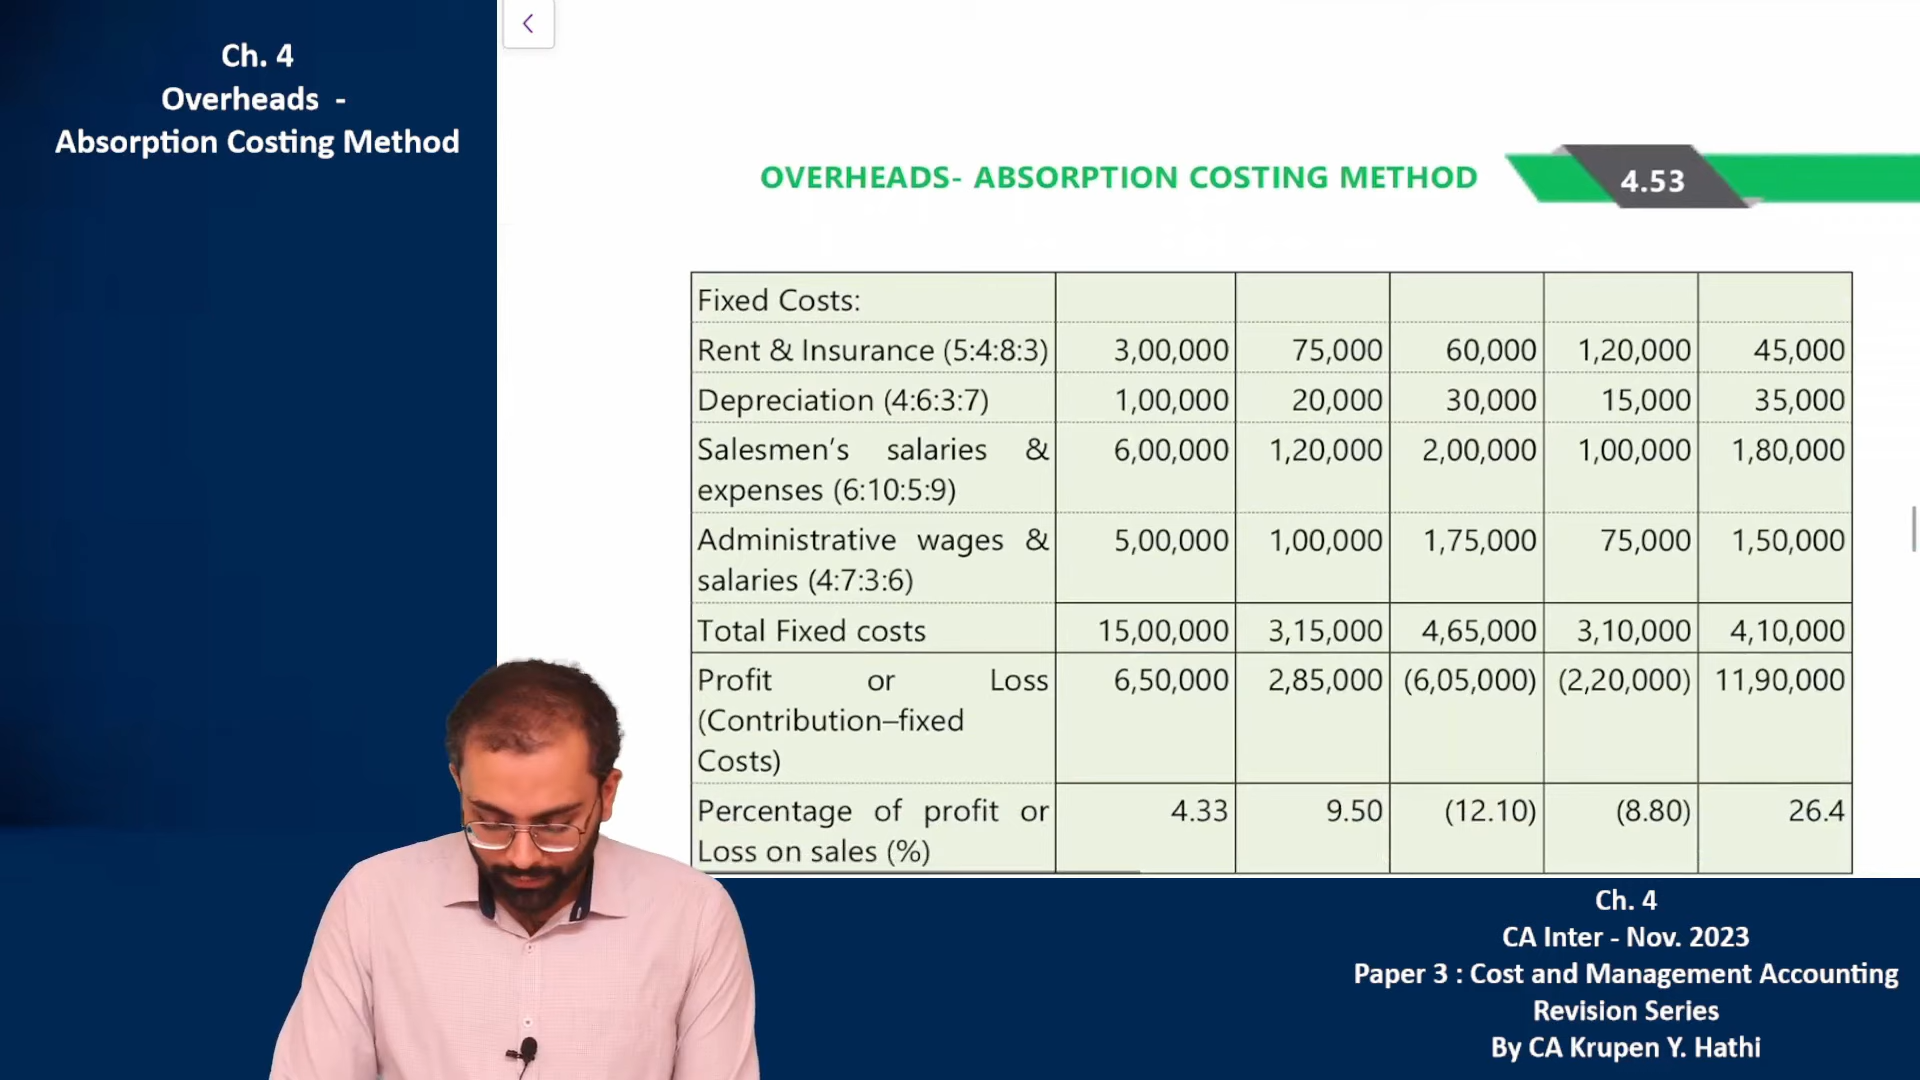 Ch. 4
Overheads -
Absorption Costing Method
OVERHEADS- ABSORPTION COSTING METHOD
4.53
Fixed Costs:
Rent & Insurance (5:4:8:3) 3,00,000 75,000 60,000 1,20,000 45,000
Depreciation (4:6:3:7) 1,00,000 20,000 30,000 15,000 35,000
Salesmen’s salaries & 6,00,000 1,20,000 2,00,000 1,00,000 1,80,000
expenses (6:10:5:9)
Administrative wages & 5,00,000 1,00,000 1,75,000 75,000 1,50,000
salaries (4:7:3:6)
Total Fixed costs 15,00,000 3,15,000 4,65,000 3,10,000 4,10,000
Profit or Loss 6,50,000 2,85,000 (6,05,000) (2,20,000) 11,90,000
(Contribution–fixed
Costs)
Percentage of profit or 4.33 9.50 (12.10) (8.80) 26.4
Loss on sales (%)
Ch. 4
CA Inter - Nov. 2023
Paper 3 : Cost and Management Accounting
Revision Series
By CA Krupen Y. Hathi